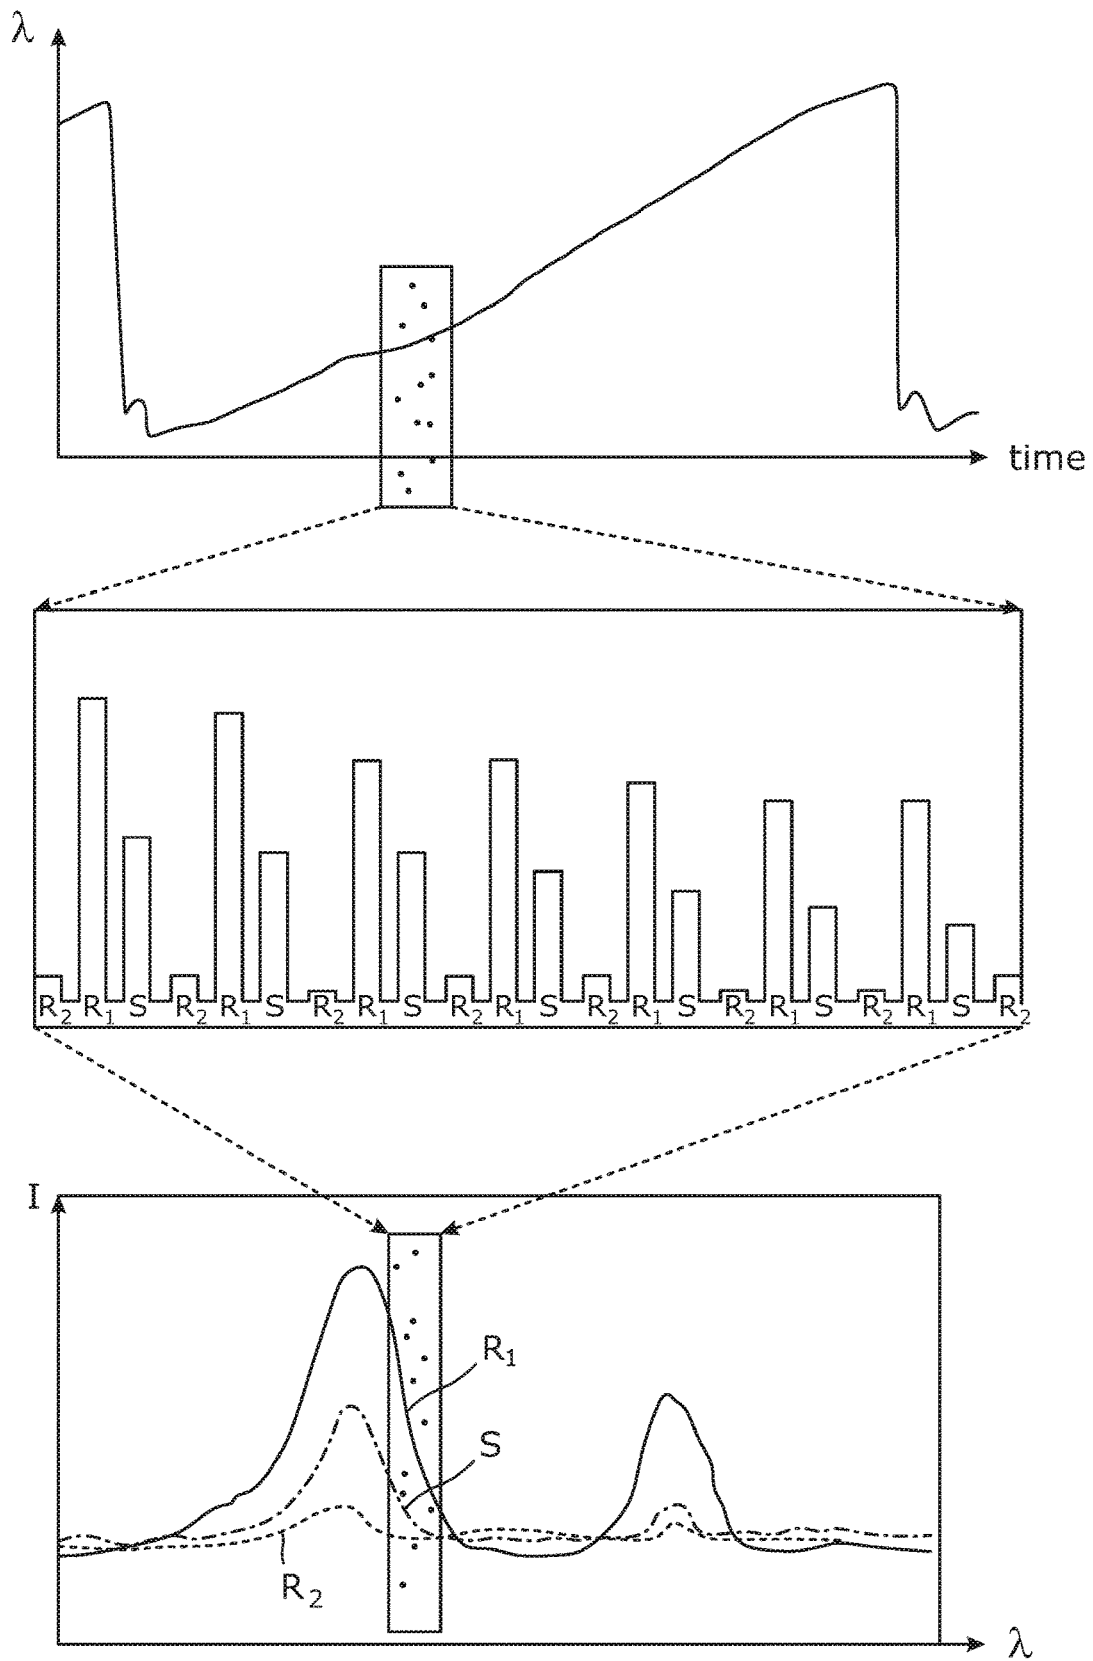 λ
time
R₂ R₁ S R₂ R₁ S R₂ R₁ S R₂ R₁ S R₂ R₁ S R₂ R₁ S R₂ R₁ S R₂
I
R₁
S
R₂
λ